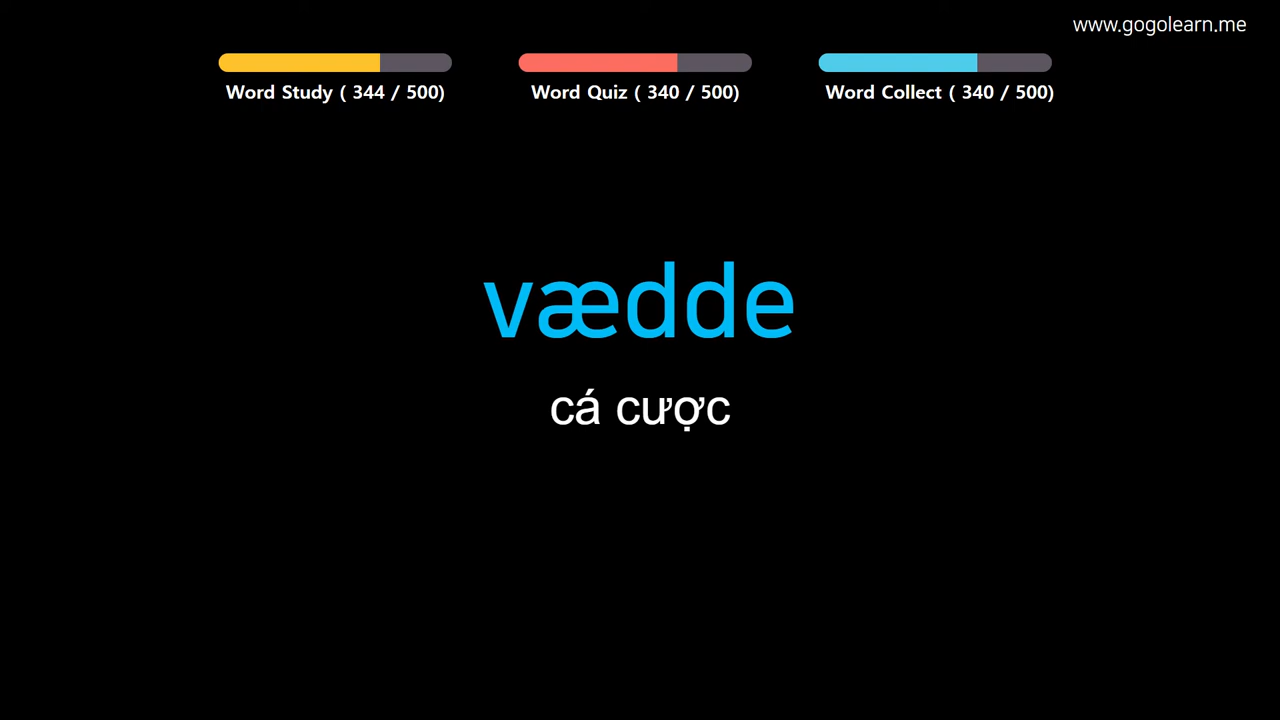 www.gogolearn.me
Word Study ( 344 / 500)
Word Quiz ( 340 / 500)
Word Collect ( 340 / 500)
vædde
cá cược